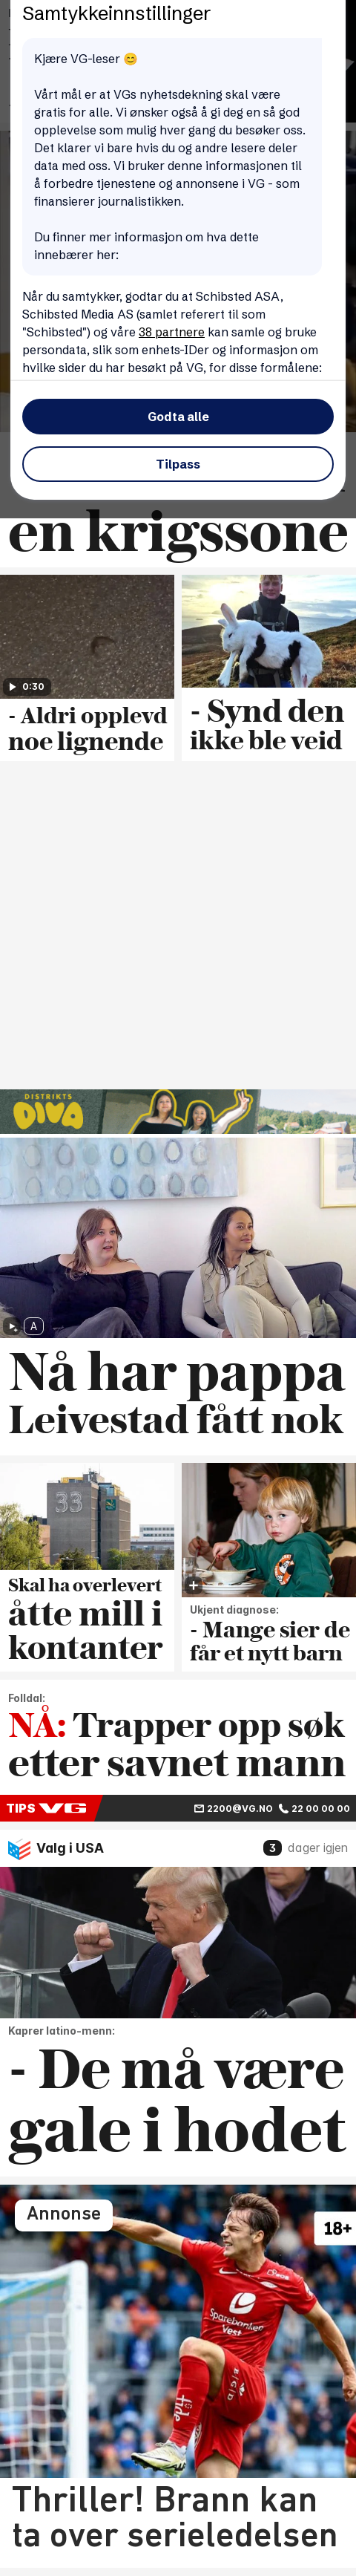 Samtykkeinnstillinger
Kjære VG-leser 😊
Vårt mål er at VGs nyhetsdekning skal være
gratis for alle. Vi ønsker også å gi deg en så god
opplevelse som mulig hver gang du besøker oss.
Det klarer vi bare hvis du og andre lesere deler
data med oss. Vi bruker denne informasjonen til
å forbedre tjenestene og annonsene i VG - som
finansierer journalistikken.
Du finner mer informasjon om hva dette
innebærer her:
Når du samtykker, godtar du at Schibsted ASA,
Schibsted Media AS (samlet referert til som
"Schibsted") og våre 38 partnere kan samle og bruke
persondata, slik som enhets-IDer og informasjon om
hvilke sider du har besøkt på VG, for disse formålene:
Godta alle
Tilpass
en krigssone
0:30
- Aldri opplevd
noe lignende
- Synd den
ikke ble veid
DISTRIKTS
DIVA
A
Nå har pappa
Leivestad fått nok
33
Skal ha overlevert
åtte mill i
kontanter
Ukjent diagnose:
- Mange sier de
får et nytt barn
Folldal:
NÅ: Trapper opp søk
etter savnet mann
TIPS VG 2200@VG.NO 22 00 00 00
Valg i USA 3 dager igjen
Kaprer latino-menn:
- De må være
gale i hodet
Annonse
18+
Sparebanken
Vest
Thriller! Brann kan
ta over serieledelsen